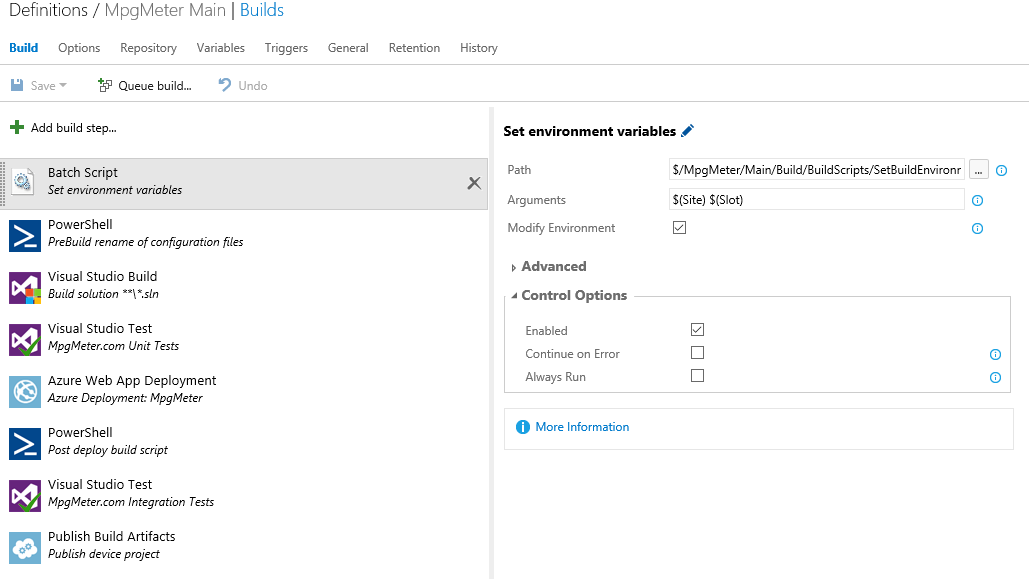 Definitions / MpgMeter Main | Builds
Build Options Repository Variables Triggers General Retention History
Save Queue build... Undo
Add build step...
Batch Script
Set environment variables
PowerShell
PreBuild rename of configuration files
Visual Studio Build
Build solution **\*.sln
Visual Studio Test
MpgMeter.com Unit Tests
Azure Web App Deployment
Azure Deployment: MpgMeter
PowerShell
Post deploy build script
Visual Studio Test
MpgMeter.com Integration Tests
Publish Build Artifacts
Publish device project
Set environment variables
Path $/MpgMeter/Main/Build/BuildScripts/SetBuildEnvironr ...
Arguments $(Site) $(Slot)
Modify Environment
Advanced
Control Options
Enabled
Continue on Error
Always Run
More Information